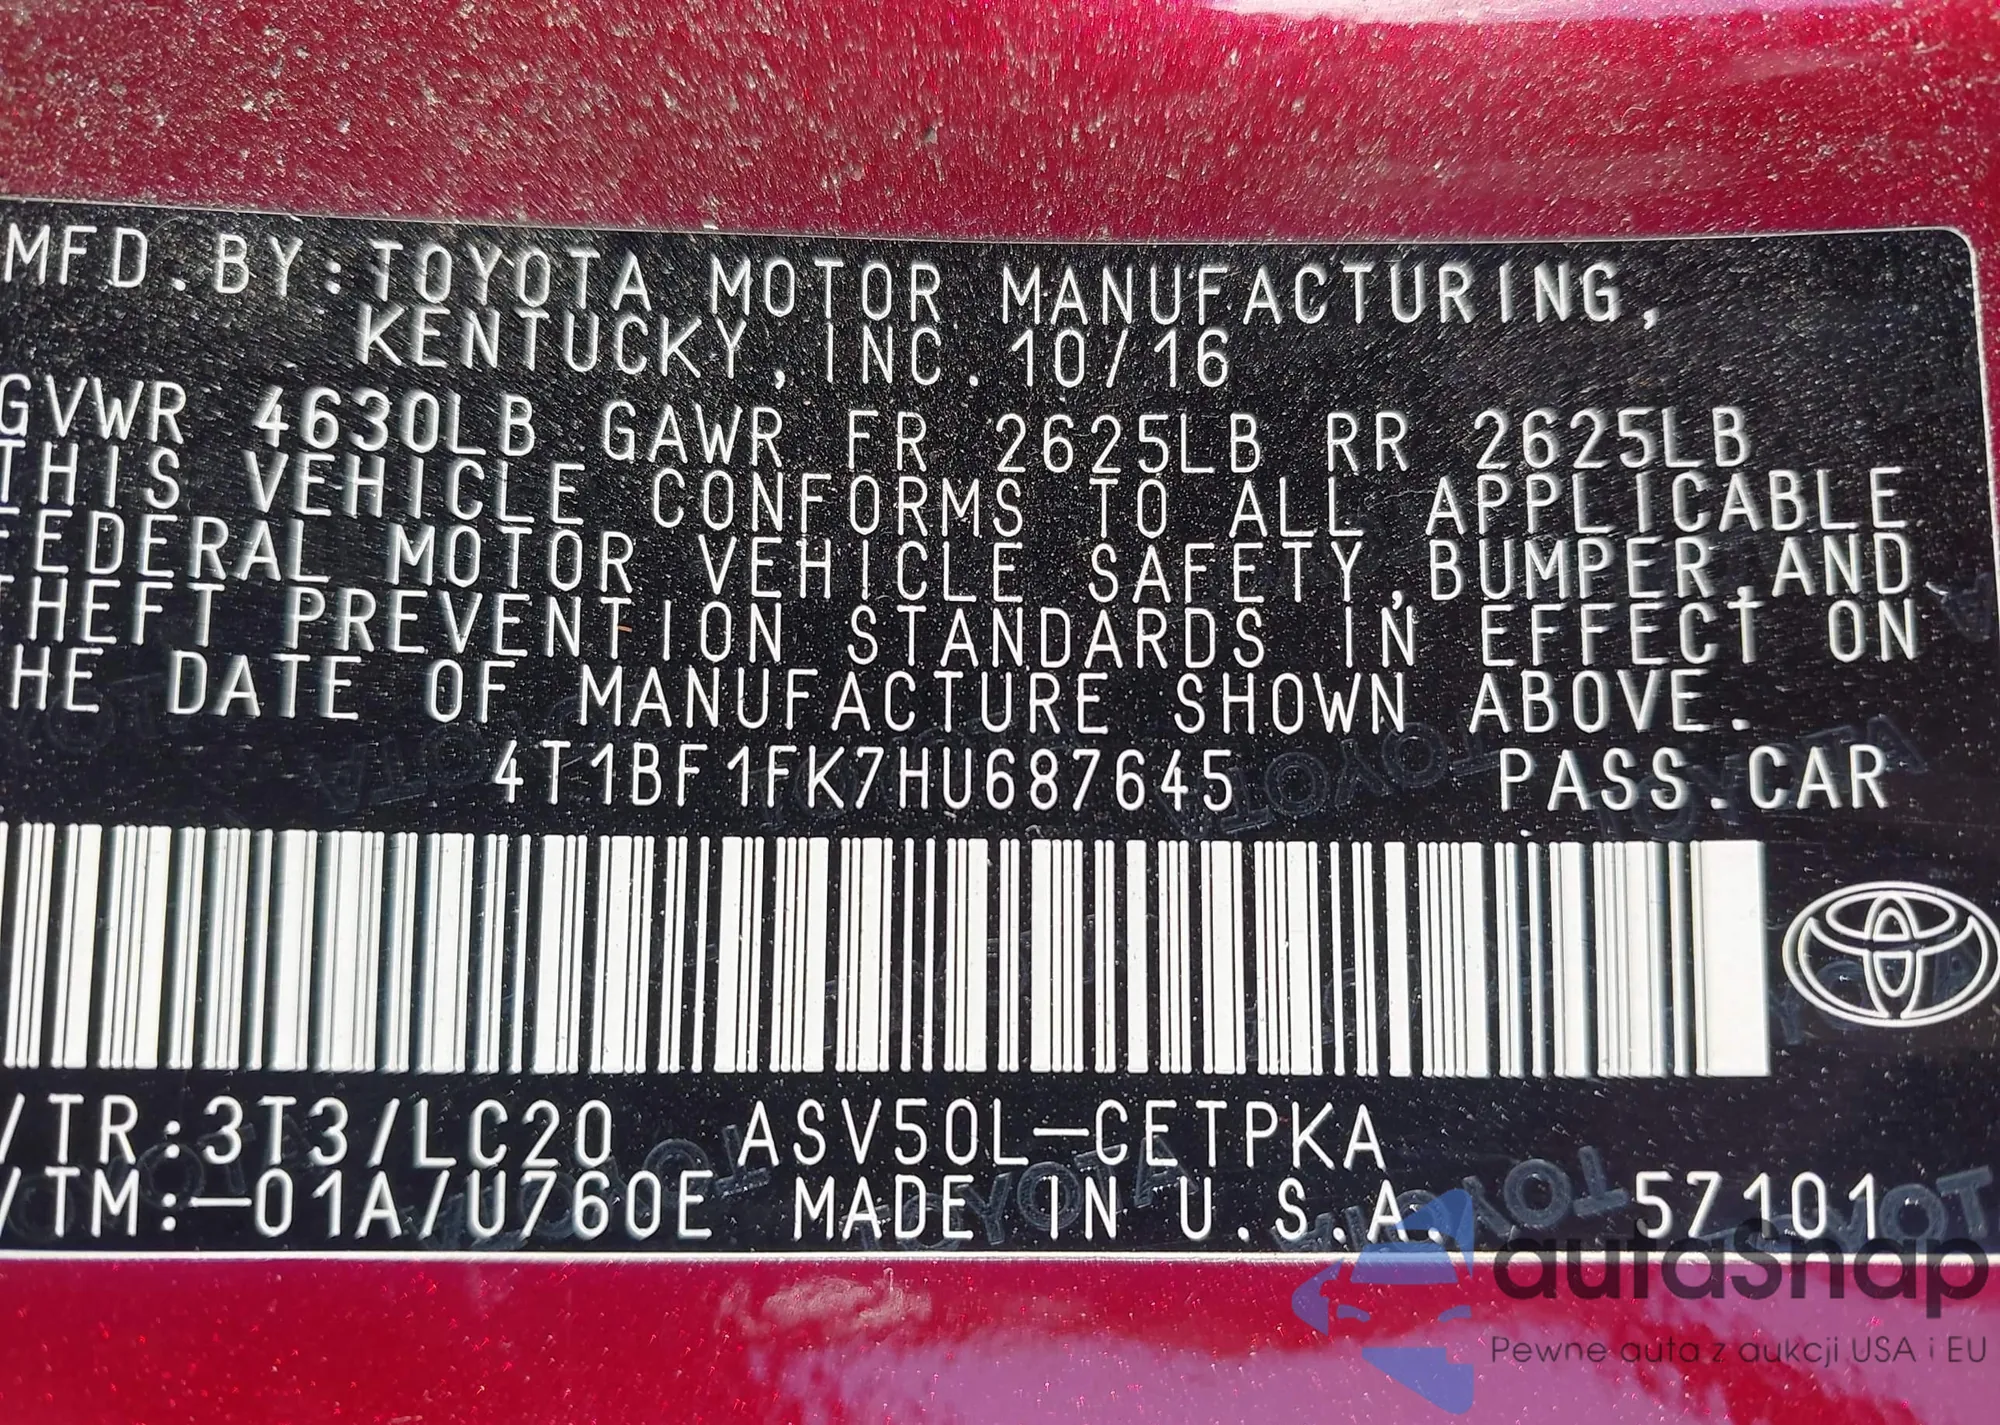 MFD.BY:TOYOTA MOTOR MANUFACTURING,
KENTUCKY, INC. 10/16
GVWR 4630LB GAWR FR 2625LB RR 2625LB
THIS VEHICLE CONFORMS TO ALL APPLICABLE
FEDERAL MOTOR VEHICLE SAFETY,BUMPER,AND
THEFT PREVENTION STANDARDS IN EFFECT ON
HE DATE OF MANUFACTURE SHOWN ABOVE.
4T1BF1FK7HU687645 PASS.CAR
/TR:3T3/LC20 ASV50L-CETPKA
/TM:-01A/U760E MADE IN U.S.A. 57101
autasnap
Pewne auta z aukcji USA i EU